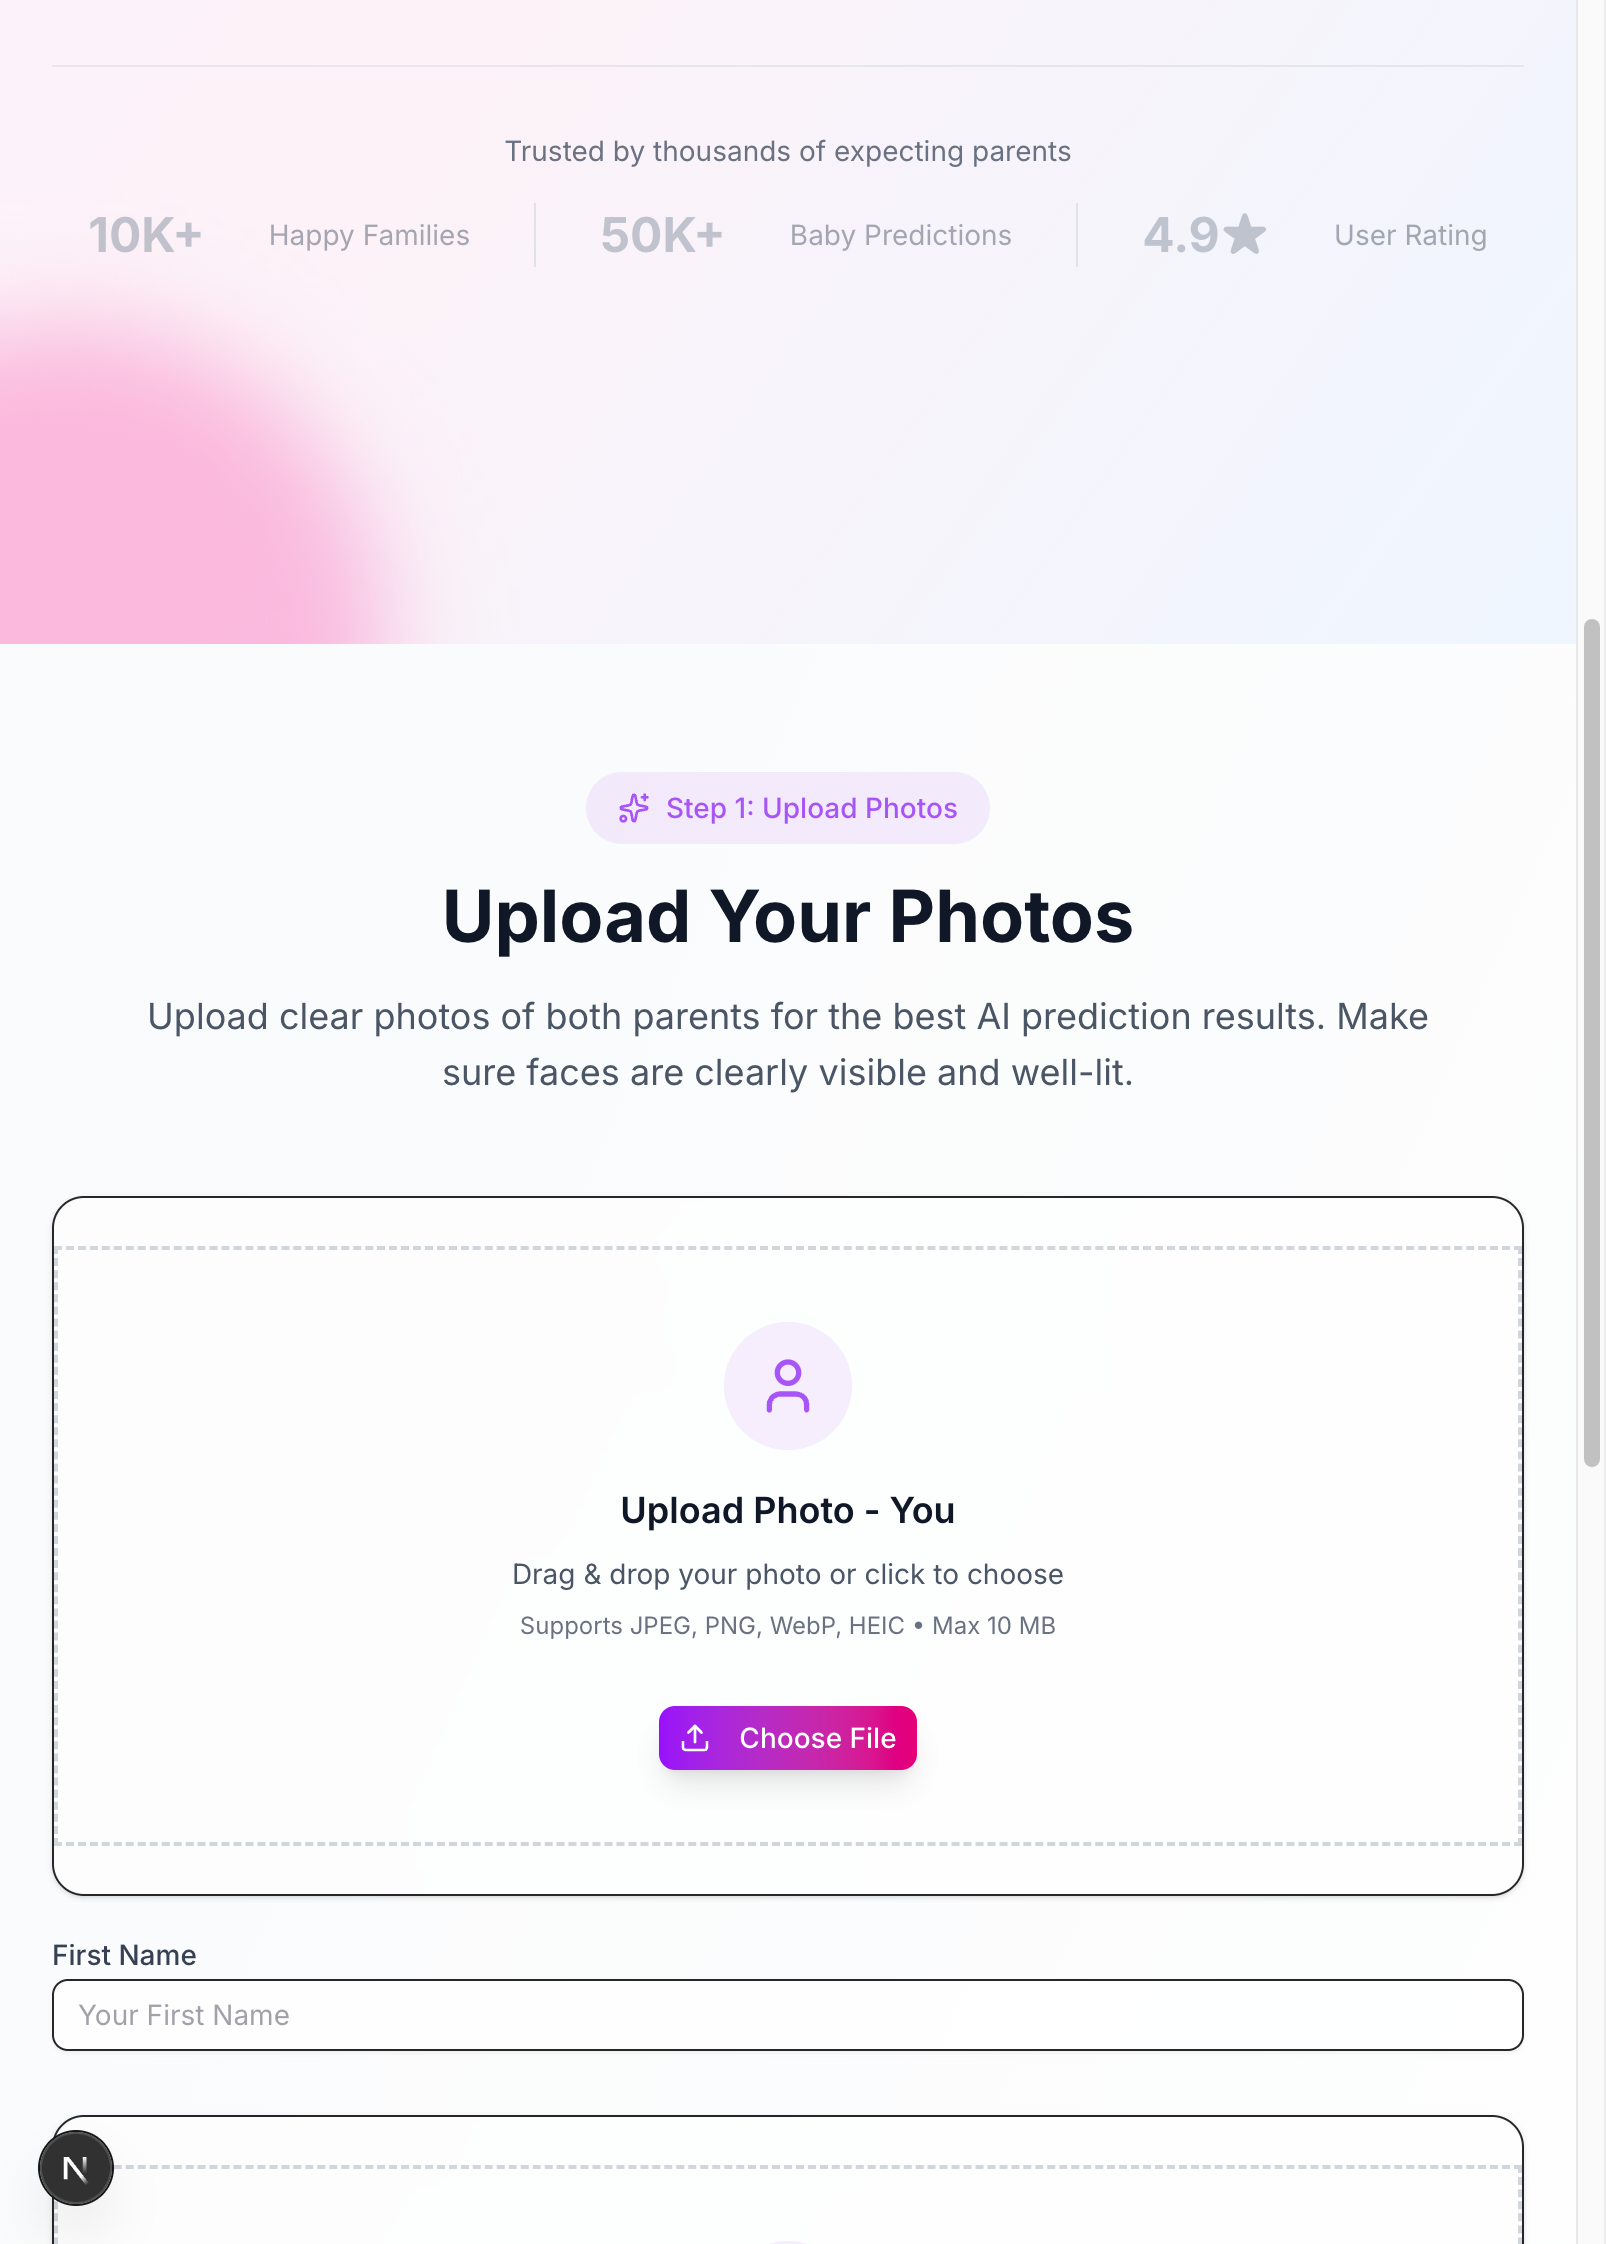 Trusted by thousands of expecting parents
10K+ Happy Families 50K+ Baby Predictions 4.9★ User Rating
Step 1: Upload Photos
Upload Your Photos
Upload clear photos of both parents for the best AI prediction results. Make
sure faces are clearly visible and well-lit.
Upload Photo - You
Drag & drop your photo or click to choose
Supports JPEG, PNG, WebP, HEIC • Max 10 MB
Choose File
First Name
Your First Name
N